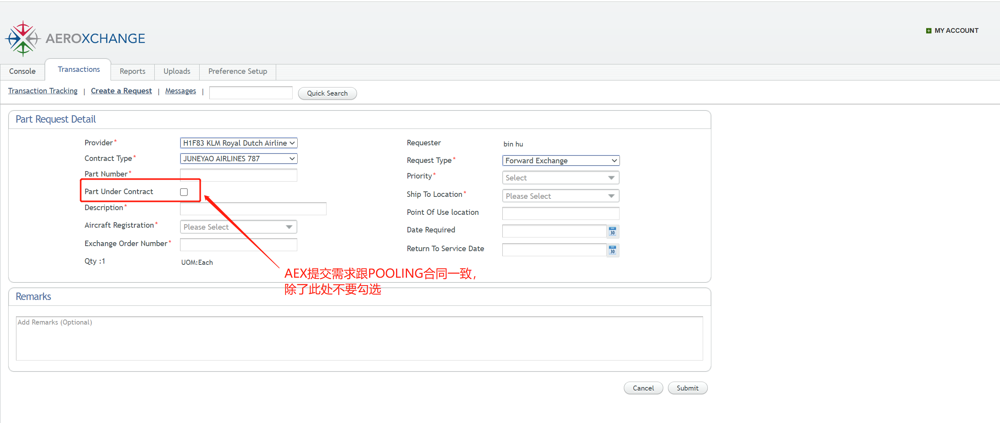 AEROXCHANGE
MY ACCOUNT
Console
Transactions
Reports
Uploads
Preference Setup
Transaction Tracking | Create a Request | Messages |
Quick Search
Part Request Detail
Provider*
H1F83 KLM Royal Dutch Airline
Requester
bin hu
Contract Type*
JUNEYAO AIRLINES 787
Request Type*
Forward Exchange
Part Number*
Priority*
Select
Part Under Contract
Ship To Location*
Please Select
Description*
Point Of Use location
Aircraft Registration*
Please Select
Date Required
30
Exchange Order Number*
Return To Service Date
30
Qty :1
UOM:Each
AEX提交需求跟POOLING合同一致，
除了此处不要勾选
Remarks
Add Remarks (Optional)
Cancel
Submit